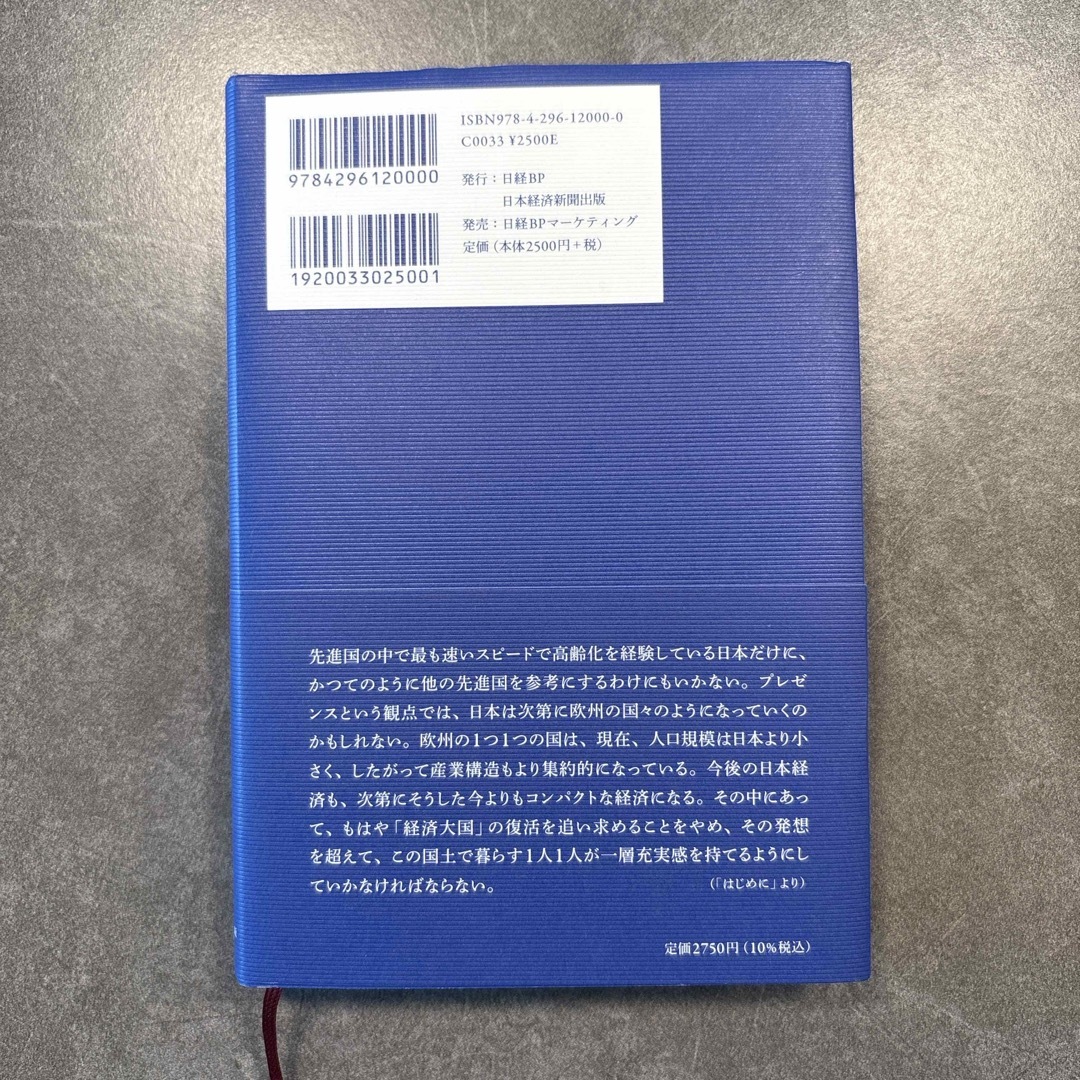 ISBN978-4-296-12000-0
C0033 ¥2500E
9784296120000
発行：日経BP
日本経済新聞出版
発売：日経BPマーケティング
定価（本体2500円＋税）
1920033025001
先進国の中で最も速いスピードで高齢化を経験している日本だけに、
かつてのように他の先進国を参考にするわけにもいかない。プレゼ
ンスという観点では、日本は次第に欧州の国々のようになっていくの
かもしれない。欧州の1つ1つの国は、現在、人口規模は日本より小
さく、したがって産業構造もより集約的になっている。今後の日本経
済も、次第にそうした今よりもコンパクトな経済になる。その中にあっ
て、もはや「経済大国」の復活を追い求めることをやめ、その発想
を超えて、この国土で暮らす1人1人が一層充実感を持てるようにし
ていかなければならない。
（「はじめに」より）
定価2750円（10%税込）